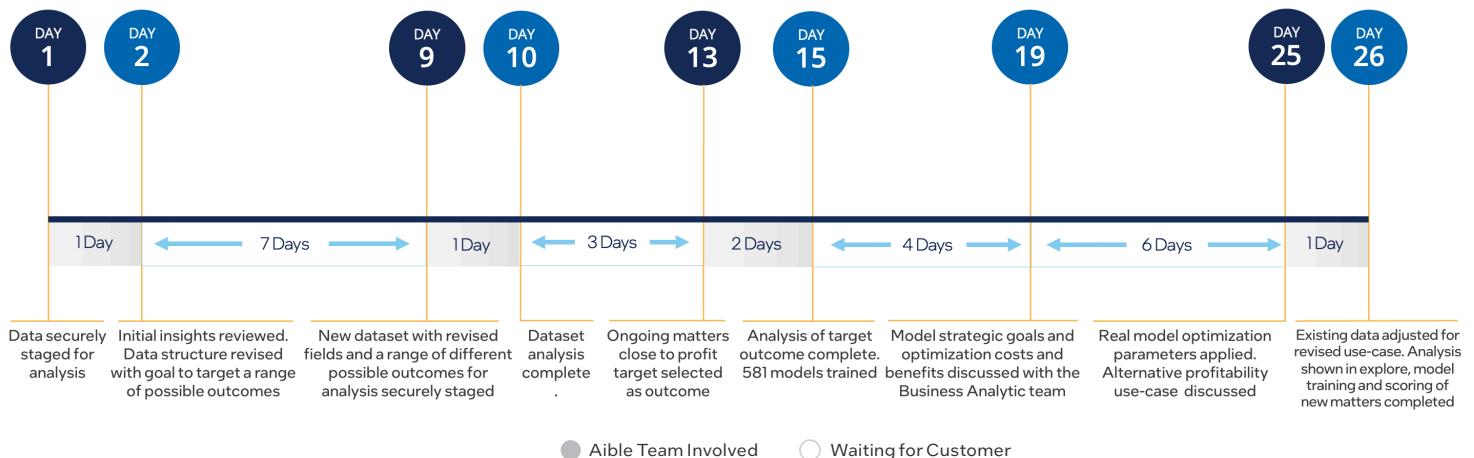 DAY
1
DAY
2
DAY
9
DAY
10
DAY
13
DAY
15
DAY
19
DAY
25
DAY
26
1 Day
7 Days
1 Day
3 Days
2 Days
4 Days
6 Days
1 Day
Data securely
staged for
analysis
Initial insights reviewed.
Data structure revised
with goal to target a range
of possible outcomes
New dataset with revised
fields and a range of different
possible outcomes for
analysis securely staged
Dataset
analysis
complete
.
Ongoing matters
close to profit
target selected
as outcome
Analysis of target
outcome complete.
581 models trained
Model strategic goals and
optimization costs and
benefits discussed with the
Business Analytic team
Real model optimization
parameters applied.
Alternative profitability
use-case discussed
Existing data adjusted for
revised use-case. Analysis
shown in explore, model
training and scoring of
new matters completed
Aible Team Involved
Waiting for Customer